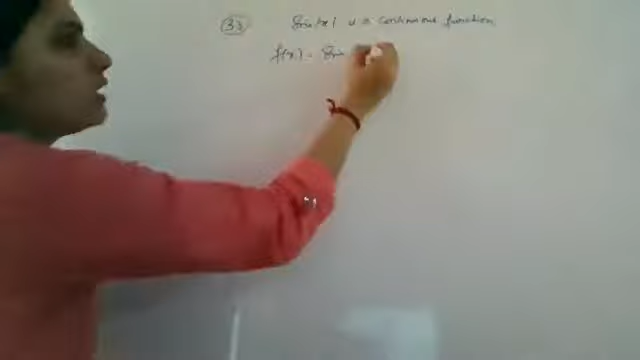 33 Sin |x| is a continuous function
f(x) = Sin